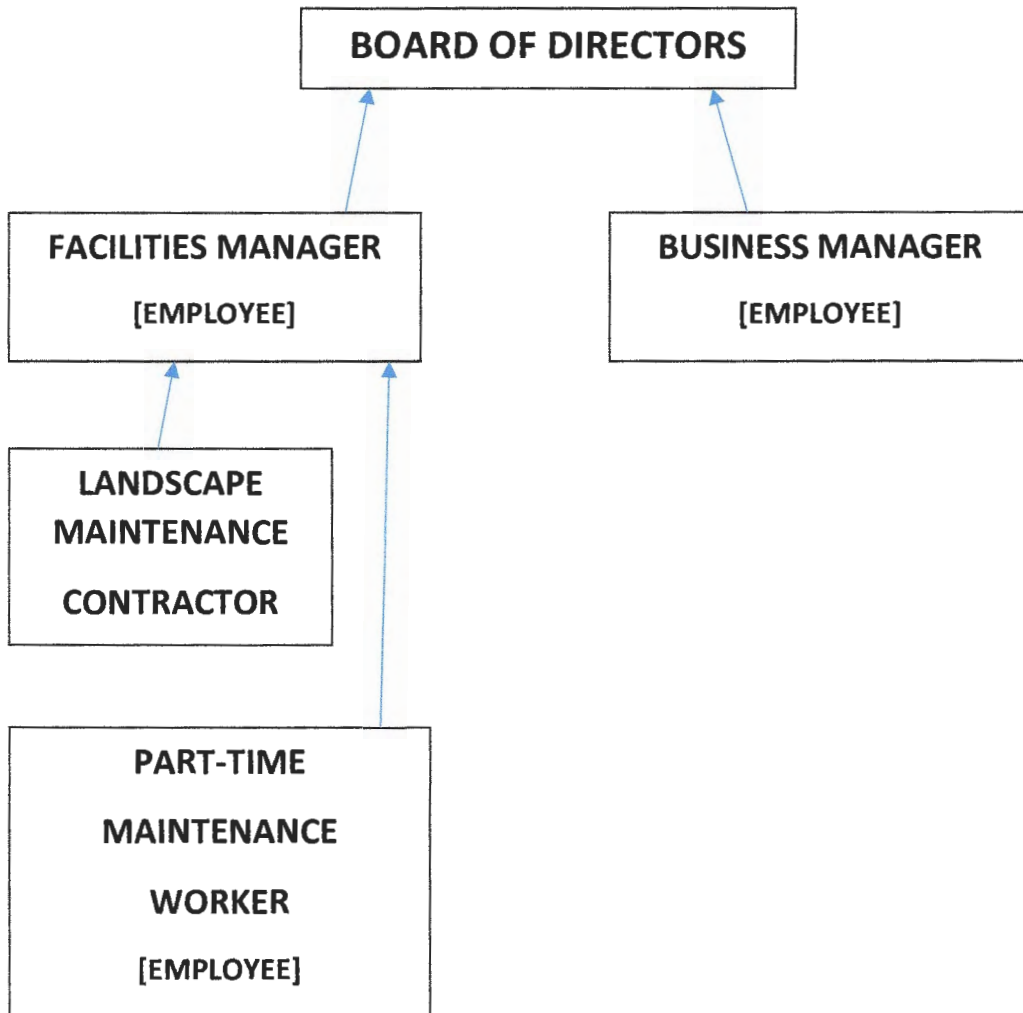 BOARD OF DIRECTORS
FACILITIES MANAGER
[EMPLOYEE]
BUSINESS MANAGER
[EMPLOYEE]
LANDSCAPE
MAINTENANCE
CONTRACTOR
PART-TIME
MAINTENANCE
WORKER
[EMPLOYEE]